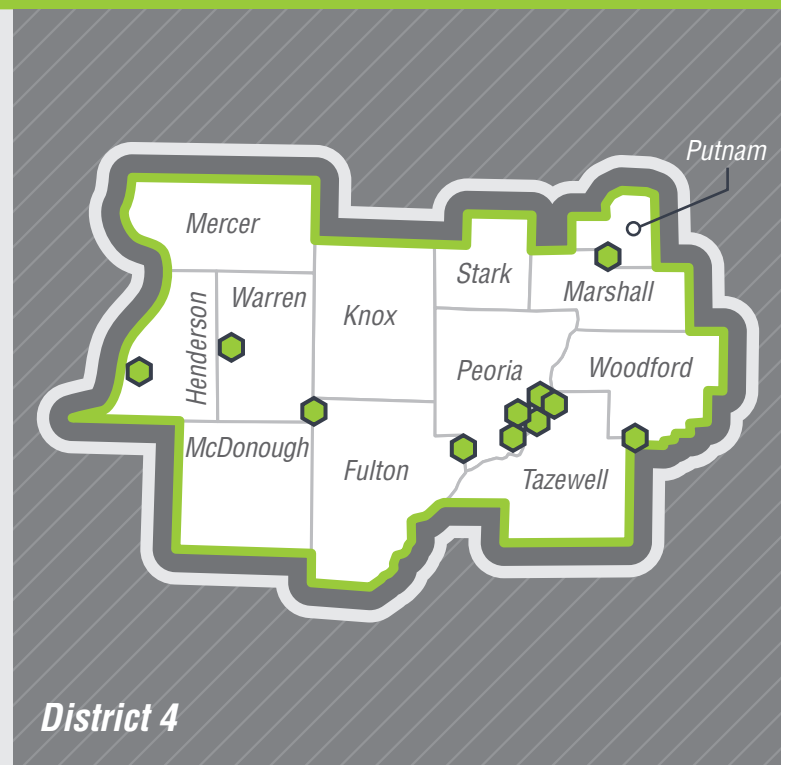 Putnam
Mercer
Stark
Marshall
Warren
Henderson
Knox
Peoria
Woodford
McDonough
Fulton
Tazewell
District 4